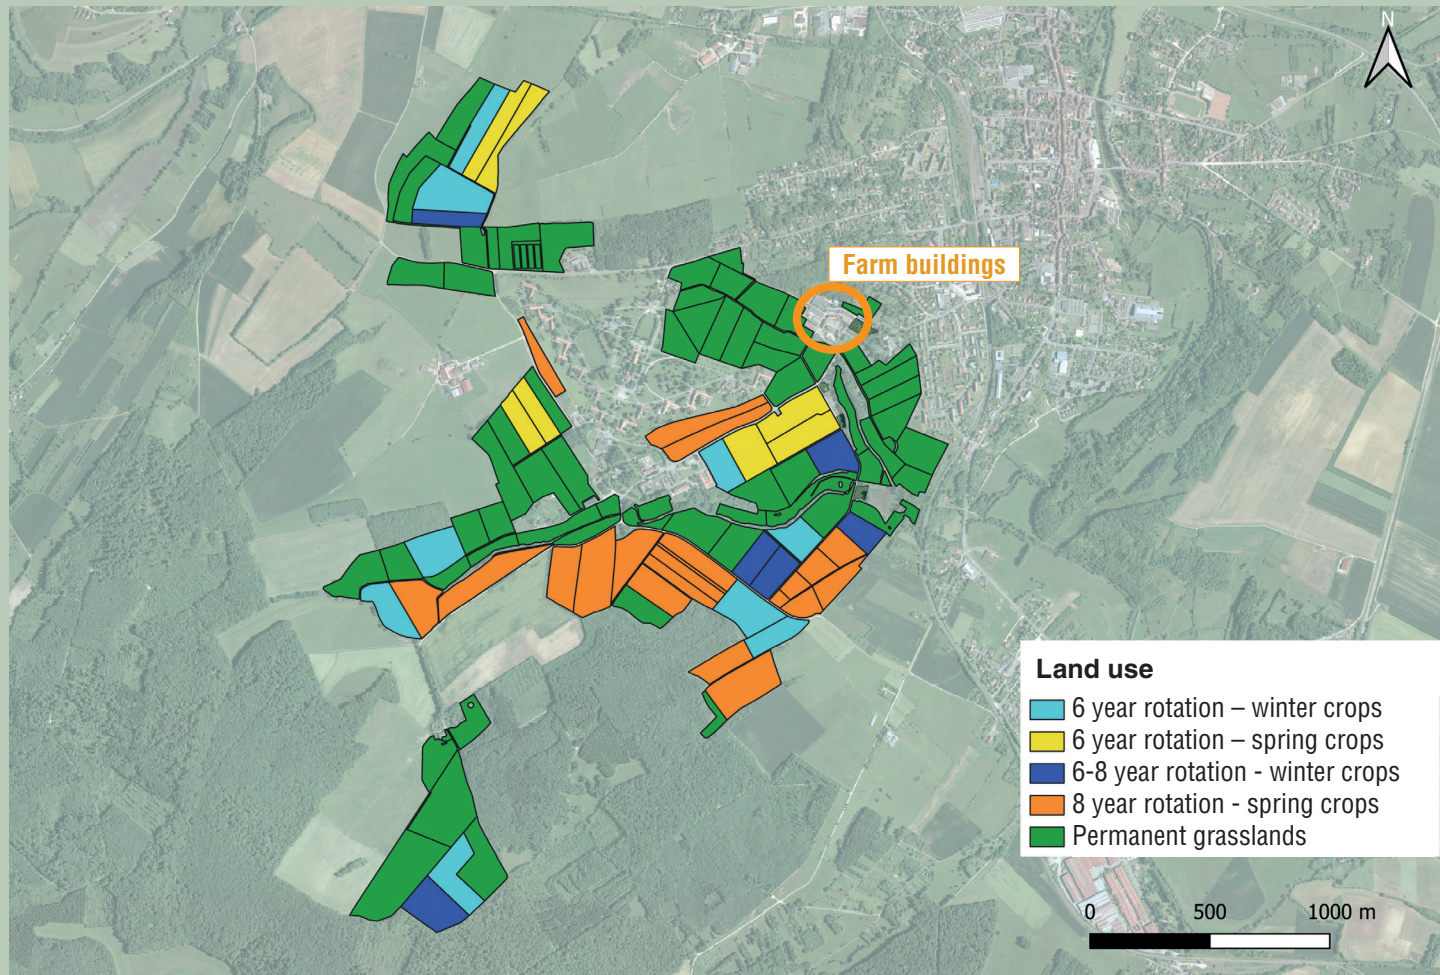 N
Farm buildings
Land use
6 year rotation – winter crops
6 year rotation – spring crops
6-8 year rotation - winter crops
8 year rotation - spring crops
Permanent grasslands
0 500 1000 m